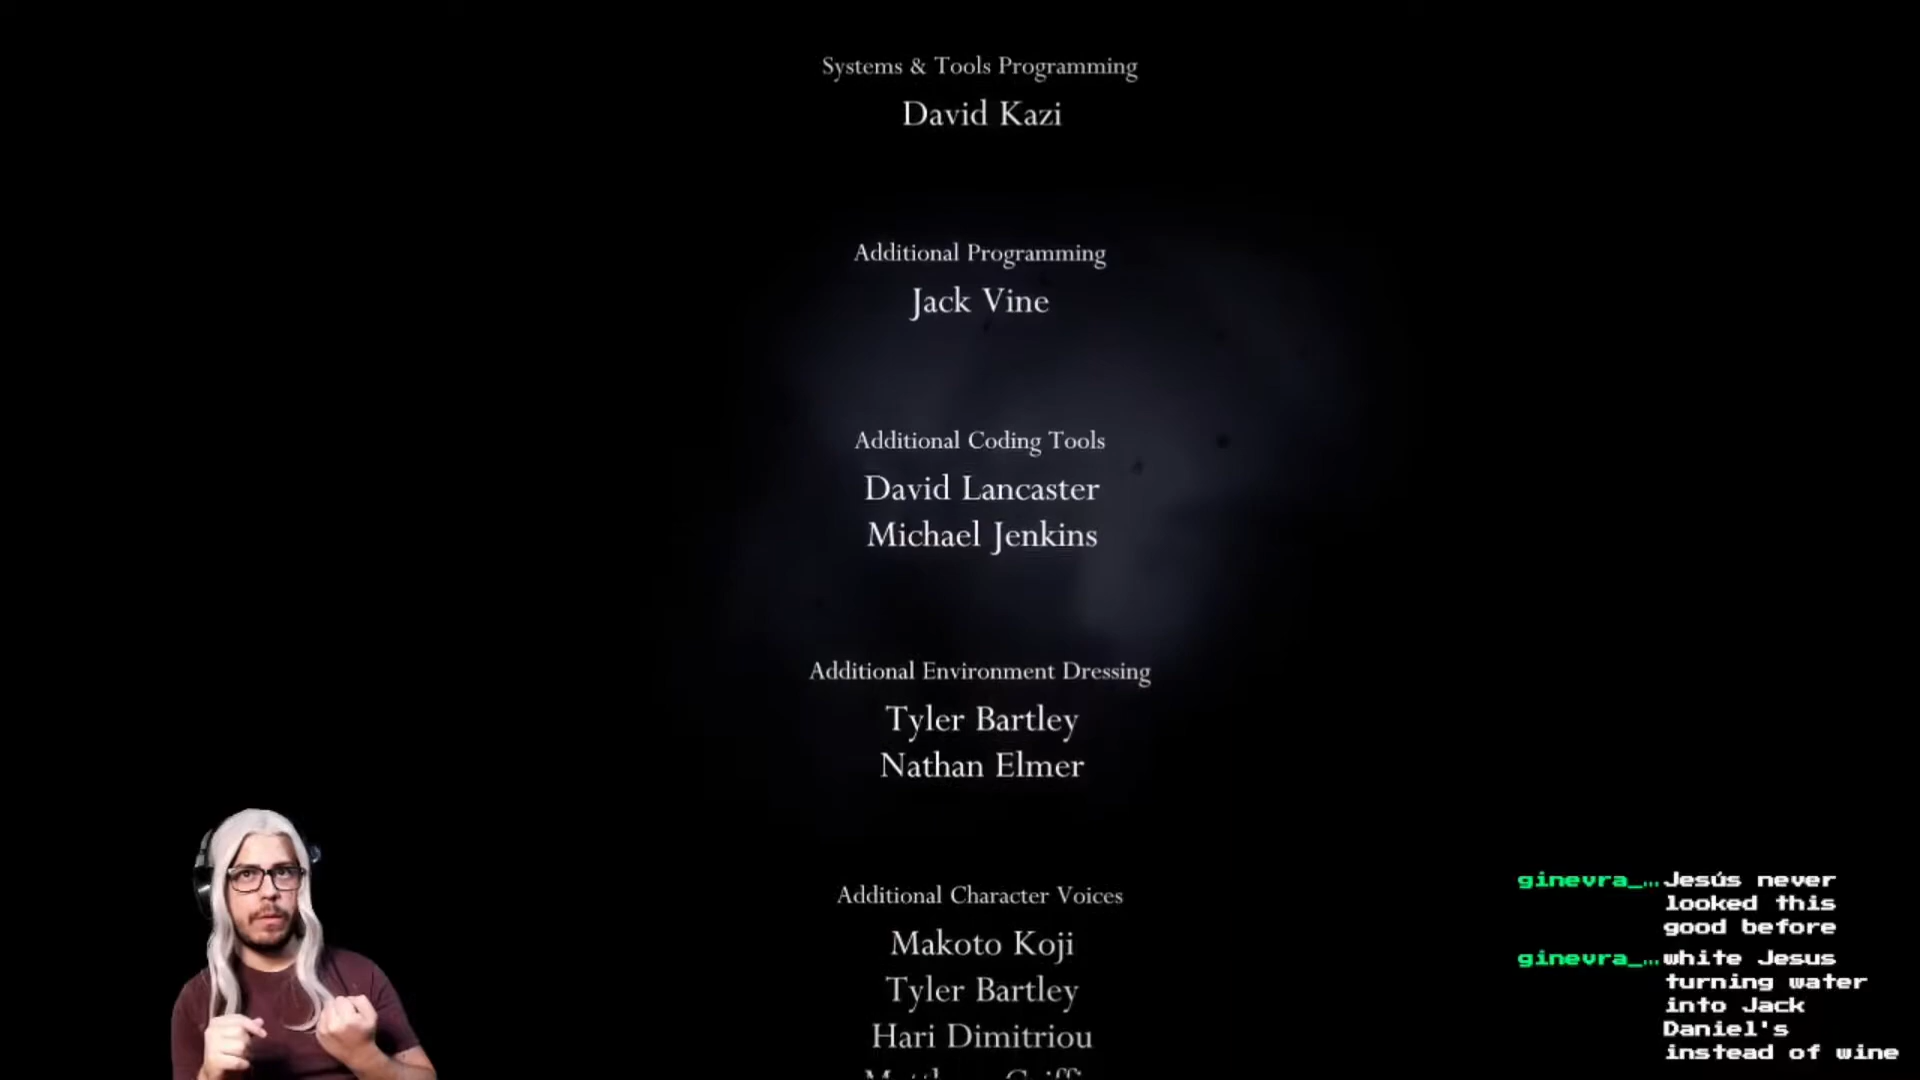 Systems & Tools Programming
David Kazi
Additional Programming
Jack Vine
Additional Coding Tools
David Lancaster
Michael Jenkins
Additional Environment Dressing
Tyler Bartley
Nathan Elmer
Additional Character Voices
Makoto Koji
Tyler Bartley
Hari Dimitriou
ginevra_… Jesús never
looked this
good before
ginevra_… white Jesus
turning water
into Jack
Daniel's
instead of wine